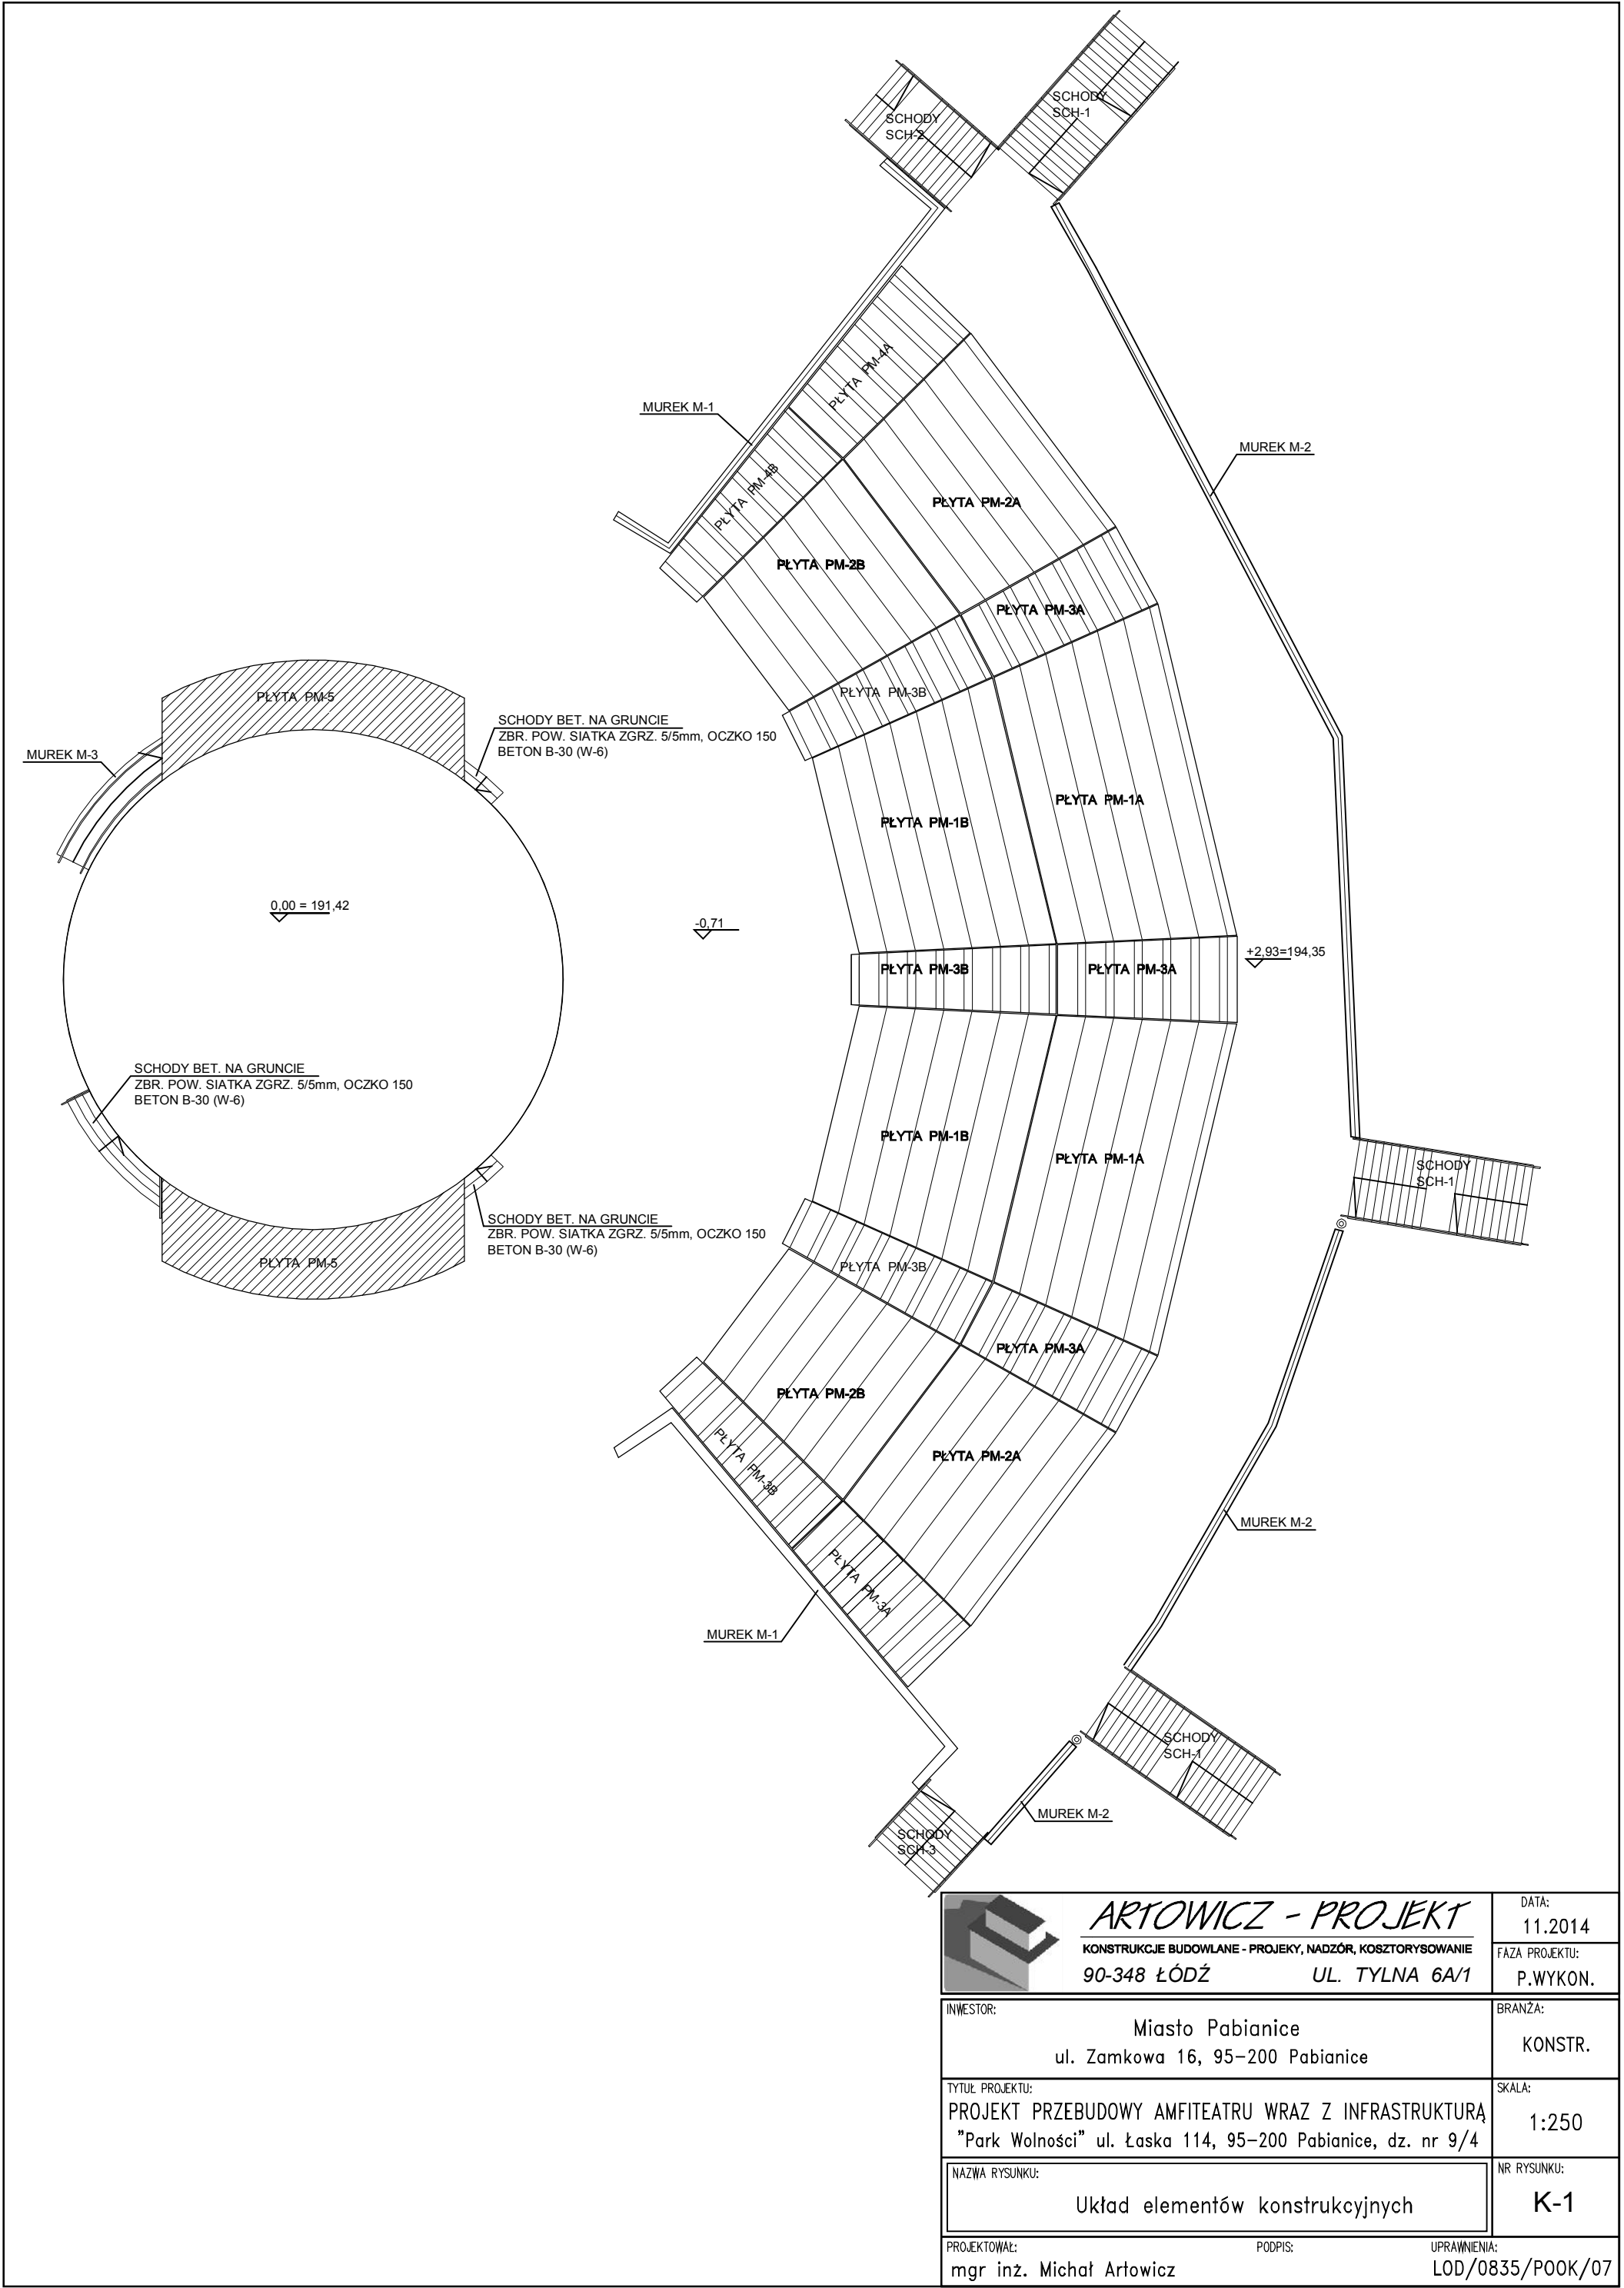 SCHODY
SCH-1
SCHODY
SCH-2
PŁYTA PM-4A
MUREK M-1
MUREK M-2
PŁYTA PM-4B
PŁYTA PM-2A
PŁYTA PM-2B
PŁYTA PM-3A
PŁYTA PM-3B
PŁYTA PM-5
SCHODY BET. NA GRUNCIE
ZBR. POW. SIATKA ZGRZ. 5/5mm, OCZKO 150
BETON B-30 (W-6)
MUREK M-3
PŁYTA PM-1A
PŁYTA PM-1B
0,00 = 191,42
-0,71
+2,93=194,35
PŁYTA PM-3B
PŁYTA PM-3A
SCHODY BET. NA GRUNCIE
ZBR. POW. SIATKA ZGRZ. 5/5mm, OCZKO 150
BETON B-30 (W-6)
PŁYTA PM-1B
PŁYTA PM-1A
SCHODY
SCH-1
SCHODY BET. NA GRUNCIE
ZBR. POW. SIATKA ZGRZ. 5/5mm, OCZKO 150
BETON B-30 (W-6)
PŁYTA PM-5
PŁYTA PM-3B
PŁYTA PM-3A
PŁYTA PM-2B
PŁYTA PM-2A
PŁYTA PM-3B
MUREK M-2
PŁYTA PM-3A
MUREK M-1
SCHODY
SCH-1
MUREK M-2
SCHODY
SCH-3
ARTOWICZ - PROJEKT
KONSTRUKCJE BUDOWLANE - PROJEKY, NADZÓR, KOSZTORYSOWANIE
90-348 ŁÓDŹ UL. TYLNA 6A/1
DATA:
11.2014
FAZA PROJEKTU:
P.WYKON.
INWESTOR:
Miasto Pabianice
ul. Zamkowa 16, 95-200 Pabianice
BRANŻA:
KONSTR.
TYTUŁ PROJEKTU:
PROJEKT PRZEBUDOWY AMFITEATRU WRAZ Z INFRASTRUKTURĄ
"Park Wolności" ul. Łaska 114, 95-200 Pabianice, dz. nr 9/4
SKALA:
1:250
NAZWA RYSUNKU:
Układ elementów konstrukcyjnych
NR RYSUNKU:
K-1
PROJEKTOWAŁ: PODPIS: UPRAWNIENIA:
mgr inż. Michał Artowicz LOD/0835/POOK/07